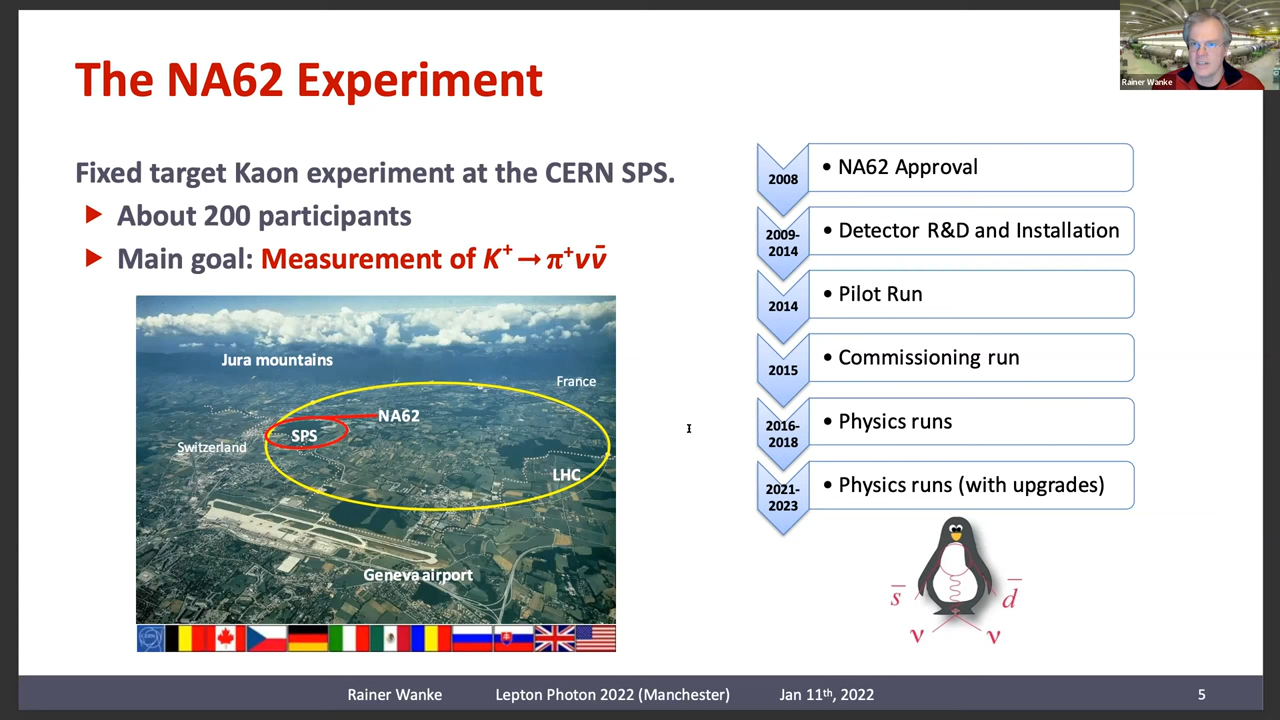 The NA62 Experiment
Rainer Wanke
Fixed target Kaon experiment at the CERN SPS.
About 200 participants
Main goal: Measurement of K⁺ → π⁺νν̄
Jura mountains
France
NA62
SPS
Switzerland
LHC
Geneva airport
2008
• NA62 Approval
2009-
2014
• Detector R&D and Installation
2014
• Pilot Run
2015
• Commissioning run
2016-
2018
• Physics runs
2021-
2023
• Physics runs (with upgrades)
s̅ d̅
ν ν
Rainer Wanke Lepton Photon 2022 (Manchester) Jan 11th, 2022 5